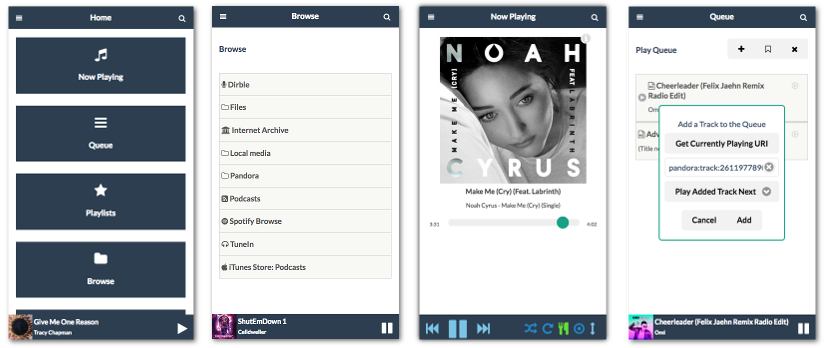 Home
Now Playing
Queue
Playlists
Browse
Give Me One Reason
Tracy Chapman
Browse
Browse
Dirble
Files
Internet Archive
Local media
Pandora
Podcasts
Spotify Browse
TuneIn
iTunes Store: Podcasts
ShutEmDown 1
Celldweller
Now Playing
NOAH
MAKE ME (CRY)
FEAT LABRINTH
CYRUS
Make Me (Cry) (Feat. Labrinth)
Noah Cyrus - Make Me (Cry) (Single)
3:31
4:02
Queue
Play Queue
Cheerleader (Felix Jaehn Remix
Radio Edit)
Omi
Adv
(Title n
Add a Track to the Queue
Get Currently Playing URI
pandora:track:261197789
Play Added Track Next
Cancel
Add
Cheerleader (Felix Jaehn Remix Radio Edit)
Omi